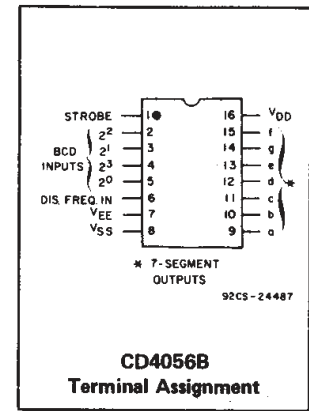 STROBE 1 16 VDD
2² 2 15 f
BCD 2¹ 3 14 g
INPUTS 2³ 4 13 e
2⁰ 5 12 d *
DIS. FREQ. IN 6 11 c
VEE 7 10 b
VSS 8 9 a
* 7-SEGMENT
OUTPUTS
92CS-24487
CD4056B
Terminal Assignment